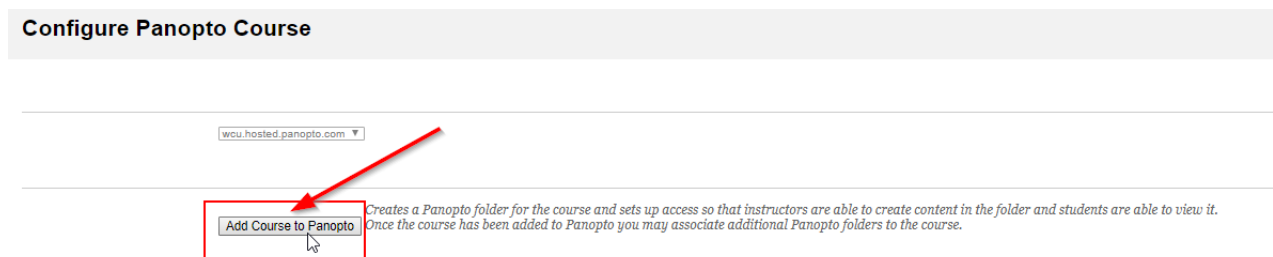 Configure Panopto Course
wcu.hosted.panopto.com
Creates a Panopto folder for the course and sets up access so that instructors are able to create content in the folder and students are able to view it.
Add Course to Panopto
Once the course has been added to Panopto you may associate additional Panopto folders to the course.